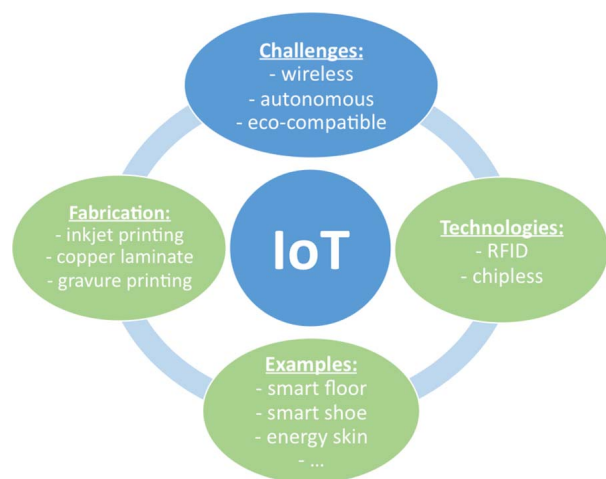 Challenges:
- wireless
- autonomous
- eco-compatible
Fabrication:
- inkjet printing
- copper laminate
- gravure printing
IoT
Technologies:
- RFID
- chipless
Examples:
- smart floor
- smart shoe
- energy skin
- ...